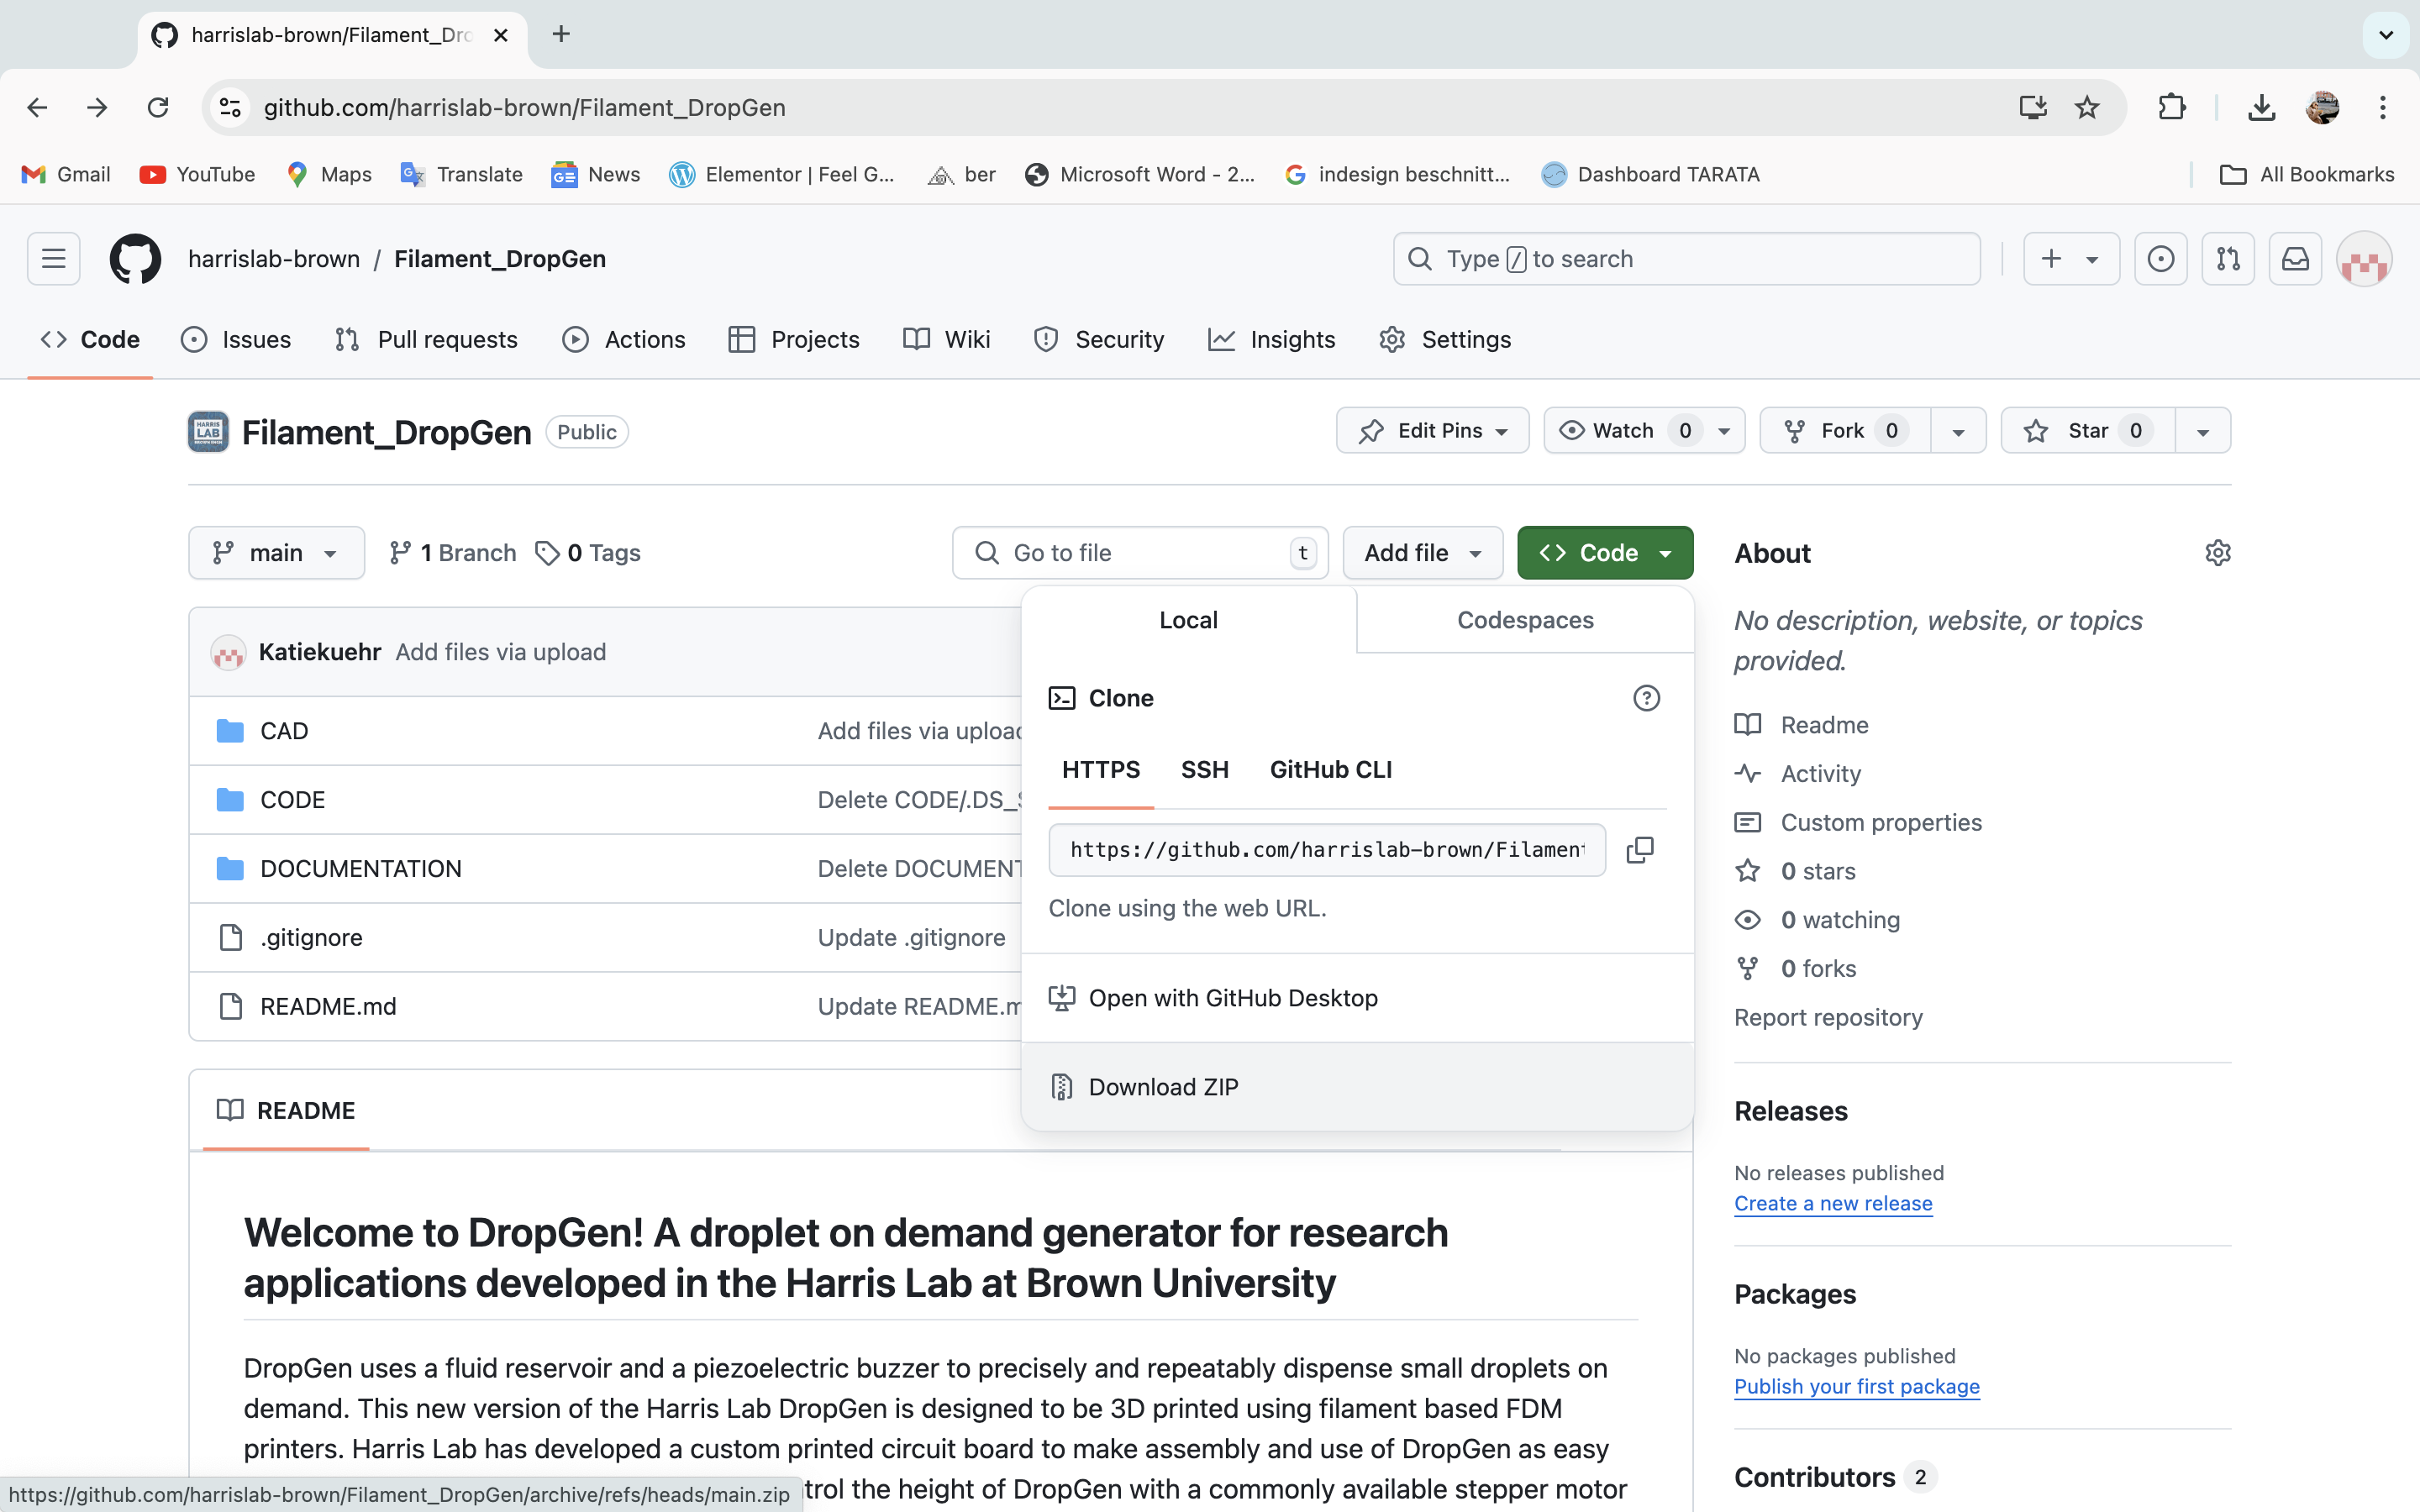 harrislab-brown/Filament_Dro
github.com/harrislab-brown/Filament_DropGen
Gmail YouTube Maps Translate News Elementor | Feel G... ber Microsoft Word - 2... indesign beschnitt... Dashboard TARATA All Bookmarks
harrislab-brown / Filament_DropGen Type / to search
Code Issues Pull requests Actions Projects Wiki Security Insights Settings
HARRIS LAB
Filament_DropGen Public Edit Pins Watch 0 Fork 0 Star 0
main 1 Branch 0 Tags Go to file t Add file Code
Katiekuehr Add files via upload
CAD Add files via upload
CODE Delete CODE/.DS_S
DOCUMENTATION Delete DOCUMENT
.gitignore Update .gitignore
README.md Update README.m
Local Codespaces
Clone
HTTPS SSH GitHub CLI
https://github.com/harrislab-brown/Filament
Clone using the web URL.
Open with GitHub Desktop
Download ZIP
README
Welcome to DropGen! A droplet on demand generator for research
applications developed in the Harris Lab at Brown University
DropGen uses a fluid reservoir and a piezoelectric buzzer to precisely and repeatably dispense small droplets on
demand. This new version of the Harris Lab DropGen is designed to be 3D printed using filament based FDM
printers. Harris Lab has developed a custom printed circuit board to make assembly and use of DropGen as easy
trol the height of DropGen with a commonly available stepper motor
About
No description, website, or topics
provided.
Readme
Activity
Custom properties
0 stars
0 watching
0 forks
Report repository
Releases
No releases published
Create a new release
Packages
No packages published
Publish your first package
Contributors 2
https://github.com/harrislab-brown/Filament_DropGen/archive/refs/heads/main.zip